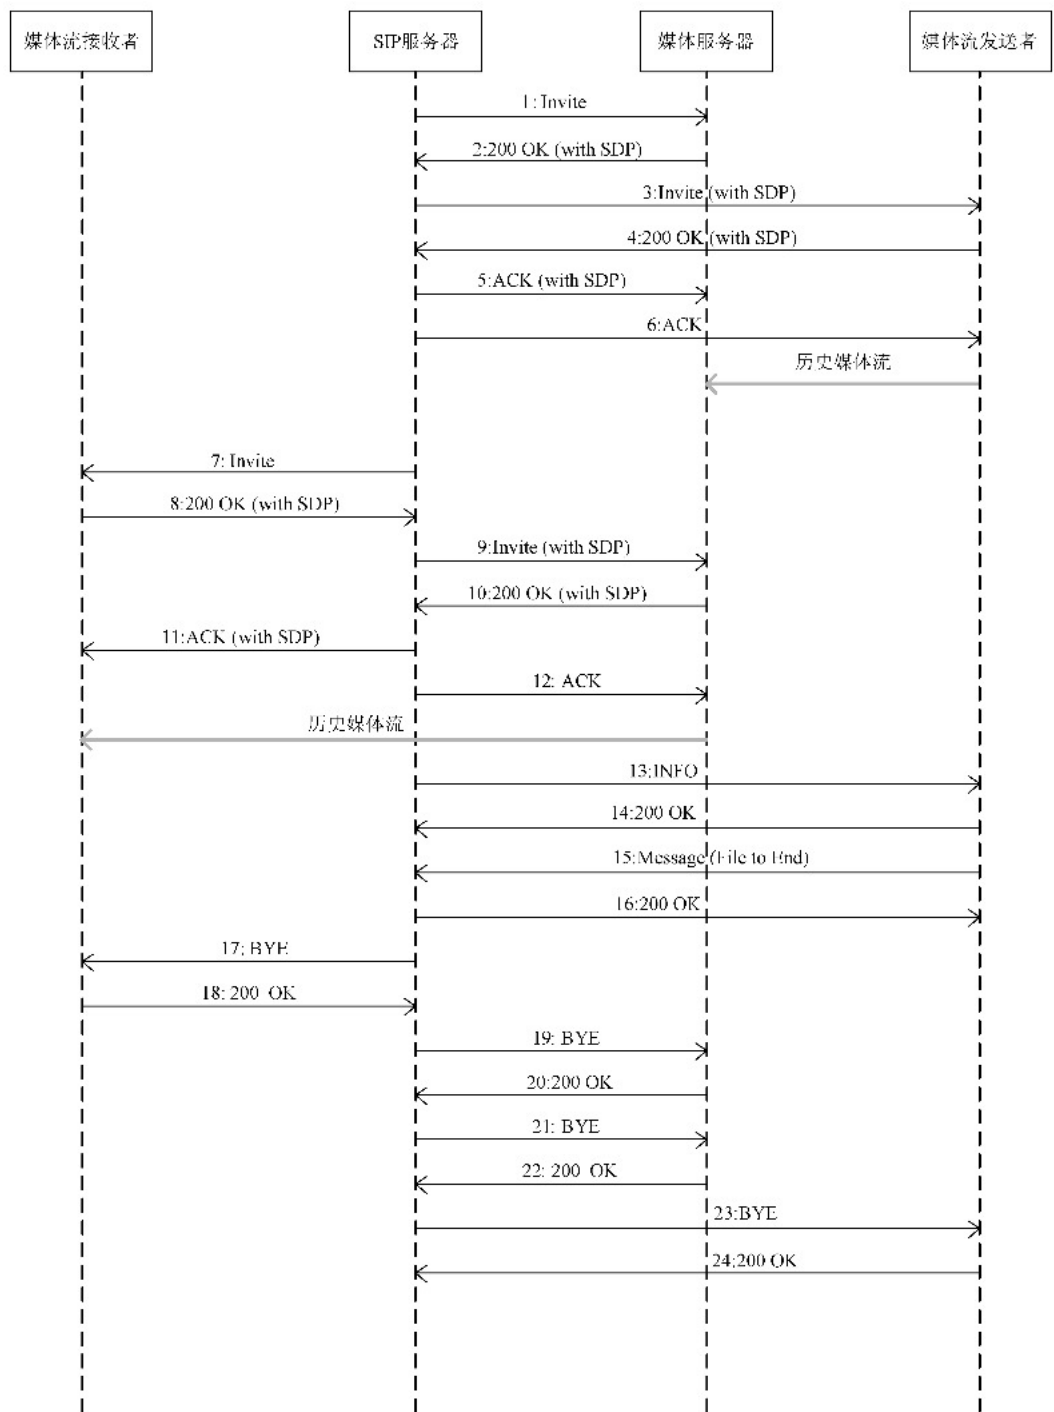 媒体流接收者
SIP服务器
媒体服务器
媒体流发送者
1: Invite
2:200 OK (with SDP)
3:Invite (with SDP)
4:200 OK (with SDP)
5:ACK (with SDP)
6:ACK
历史媒体流
7: Invite
8:200 OK (with SDP)
9:Invite (with SDP)
10:200 OK (with SDP)
11:ACK (with SDP)
12: ACK
历史媒体流
13:INFO
14:200 OK
15:Message (File to End)
16:200 OK
17: BYE
18: 200 OK
19: BYE
20:200 OK
21: BYE
22: 200 OK
23:BYE
24:200 OK